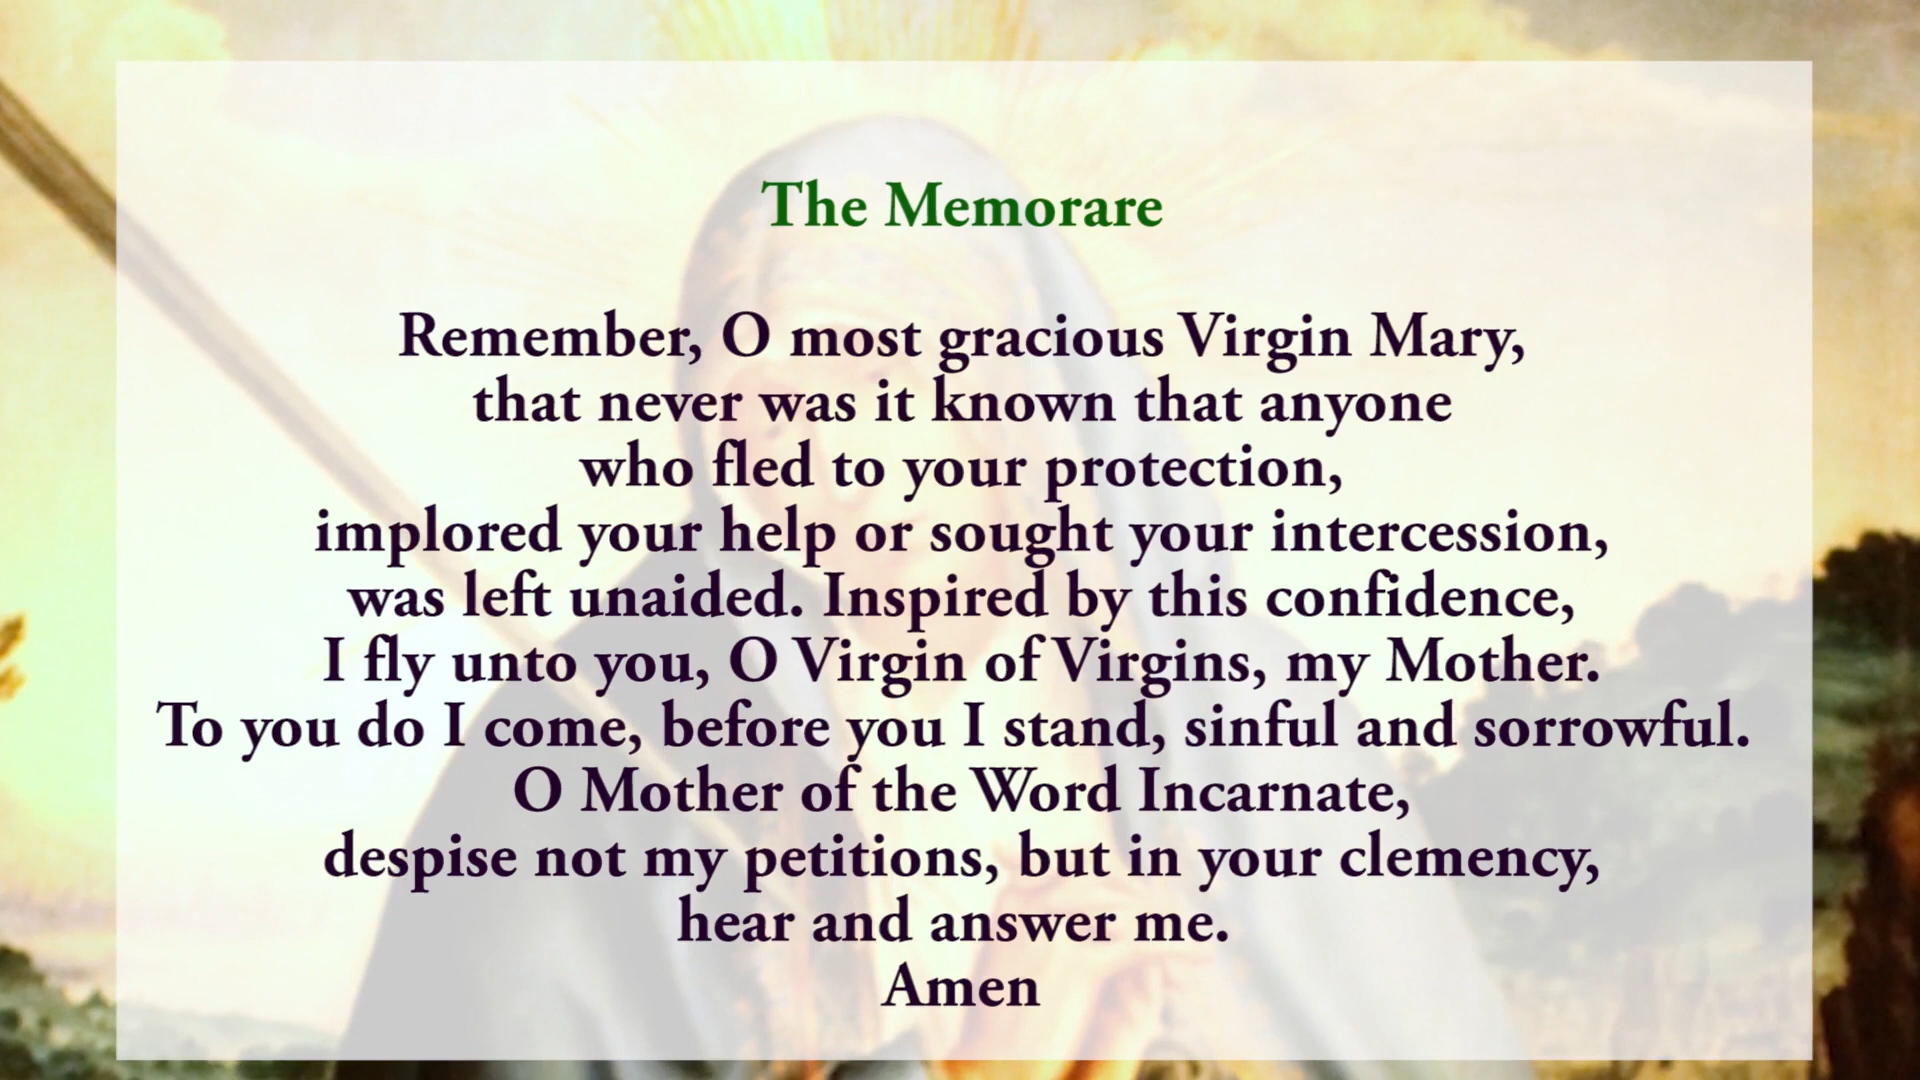 The Memorare
Remember, O most gracious Virgin Mary,
that never was it known that anyone
who fled to your protection,
implored your help or sought your intercession,
was left unaided. Inspired by this confidence,
I fly unto you, O Virgin of Virgins, my Mother.
To you do I come, before you I stand, sinful and sorrowful.
O Mother of the Word Incarnate,
despise not my petitions, but in your clemency,
hear and answer me.
Amen